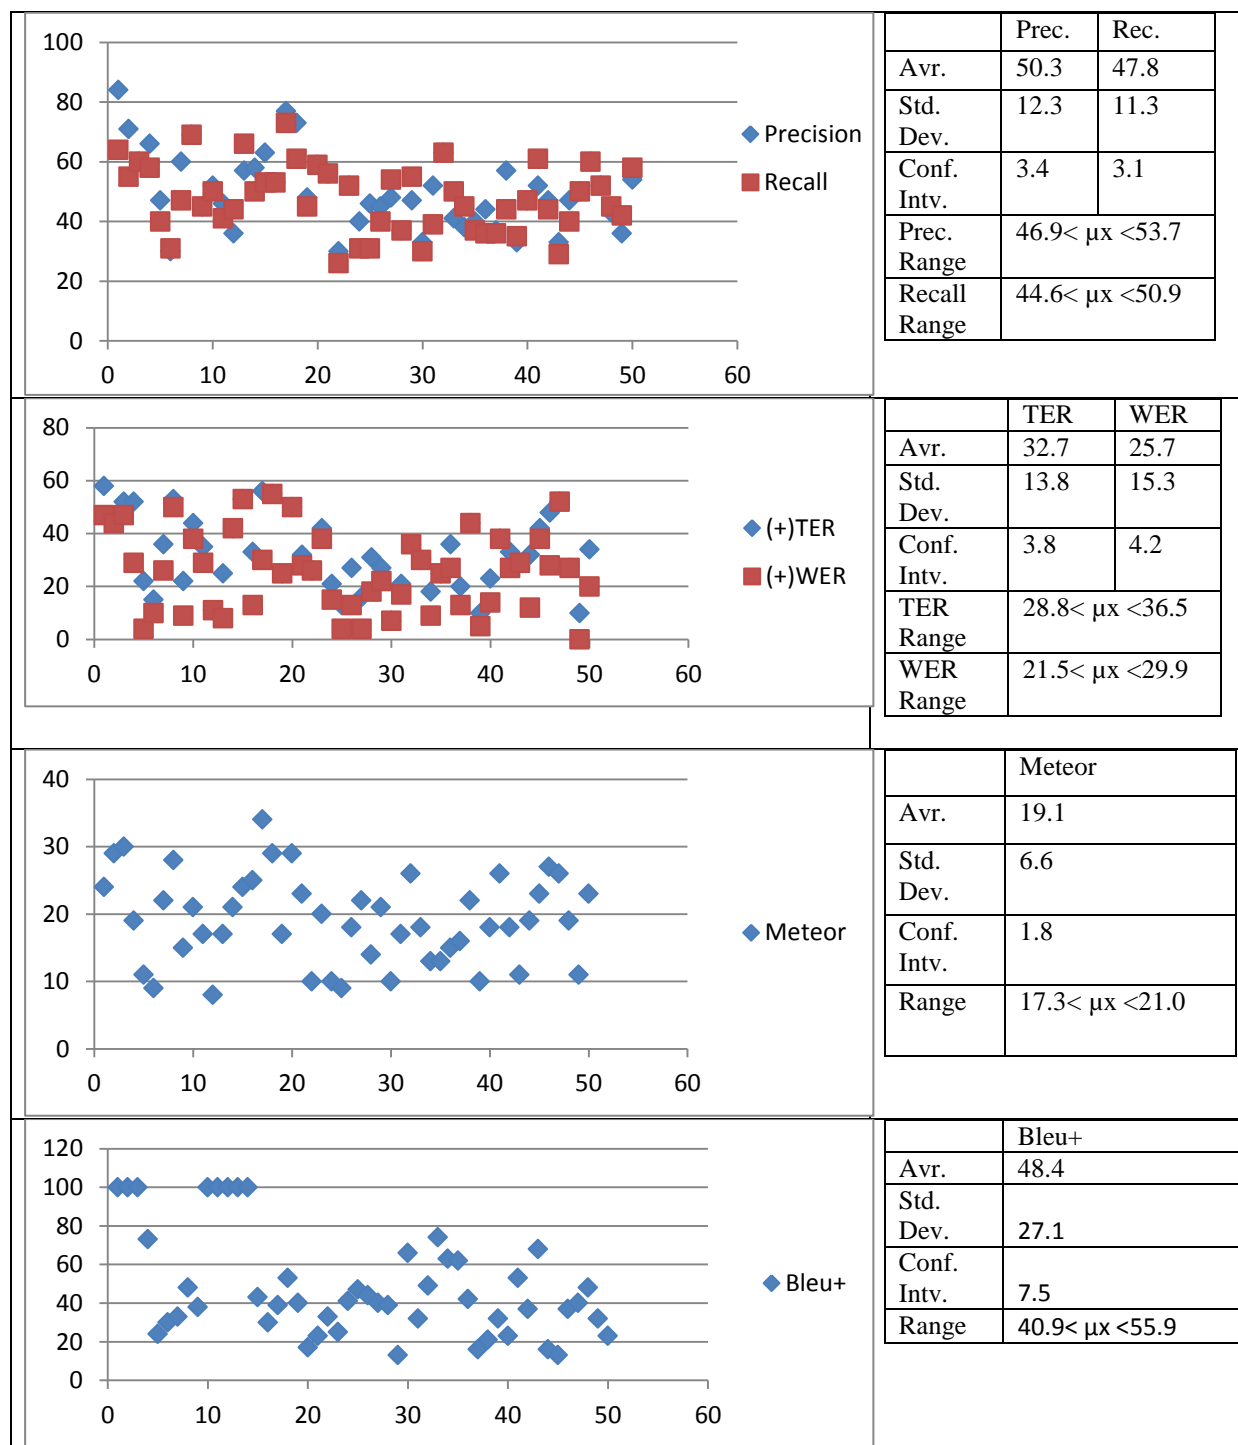 100
80
60
40
20
0
0 10 20 30 40 50 60
Precision
Recall
Prec. Rec.
Avr. 50.3 47.8
Std. 12.3 11.3
Dev.
Conf. 3.4 3.1
Intv.
Prec. 46.9< µx <53.7
Range
Recall 44.6< µx <50.9
Range
80
60
40
20
0
0 10 20 30 40 50 60
(+)TER
(+)WER
TER WER
Avr. 32.7 25.7
Std. 13.8 15.3
Dev.
Conf. 3.8 4.2
Intv.
TER 28.8< µx <36.5
Range
WER 21.5< µx <29.9
Range
40
30
20
10
0
0 10 20 30 40 50 60
Meteor
Meteor
Avr. 19.1
Std. 6.6
Dev.
Conf. 1.8
Intv.
Range 17.3< µx <21.0
120
100
80
60
40
20
0
0 10 20 30 40 50 60
Bleu+
Bleu+
Avr. 48.4
Std.
Dev. 27.1
Conf.
Intv. 7.5
Range 40.9< µx <55.9